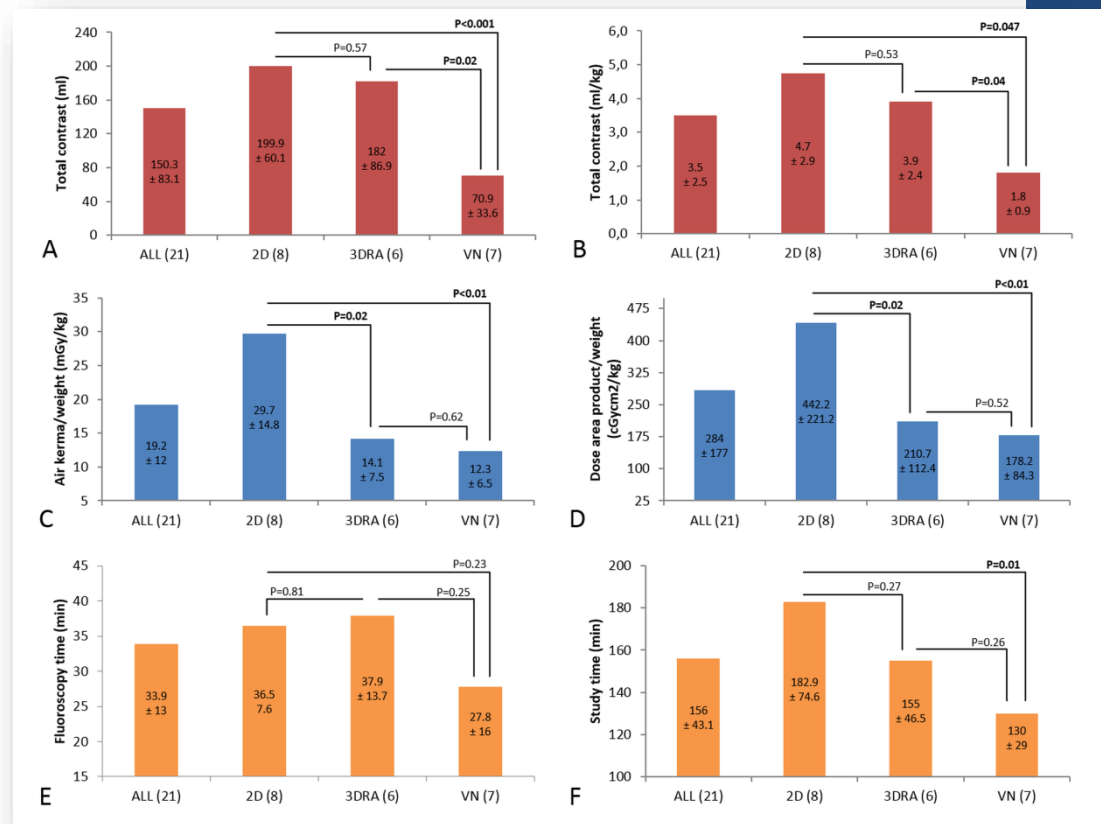 P<0.001
P=0.57
P=0.02
240
200
160
120
80
40
0
Total contrast (ml)
150.3
± 83.1
199.9
± 60.1
182
± 86.9
70.9
± 33.6
A
ALL (21)
2D (8)
3DRA (6)
VN (7)
P=0.047
P=0.53
P=0.04
6,0
5,0
4,0
3,0
2,0
1,0
0,0
Total contrast (ml/kg)
3.5
± 2.5
4.7
± 2.9
3.9
± 2.4
1.8
± 0.9
B
ALL (21)
2D (8)
3DRA (6)
VN (7)
P<0.01
P=0.02
P=0.62
35
30
25
20
15
10
5
Air kerma/weight (mGy/kg)
19.2
± 12
29.7
± 14.8
14.1
± 7.5
12.3
± 6.5
C
ALL (21)
2D (8)
3DRA (6)
VN (7)
P<0.01
P=0.02
P=0.52
475
400
325
250
175
100
25
Dose area product/weight
(cGycm2/kg)
284
± 177
442.2
± 221.2
210.7
± 112.4
178.2
± 84.3
D
ALL (21)
2D (8)
3DRA (6)
VN (7)
P=0.23
P=0.81
P=0.25
45
40
35
30
25
20
15
Fluoroscopy time (min)
33.9
± 13
36.5
7.6
37.9
± 13.7
27.8
± 16
E
ALL (21)
2D (8)
3DRA (6)
VN (7)
P=0.01
P=0.27
P=0.26
200
180
160
140
120
100
Study time (min)
156
± 43.1
182.9
± 74.6
155
± 46.5
130
± 29
F
ALL (21)
2D (8)
3DRA (6)
VN (7)